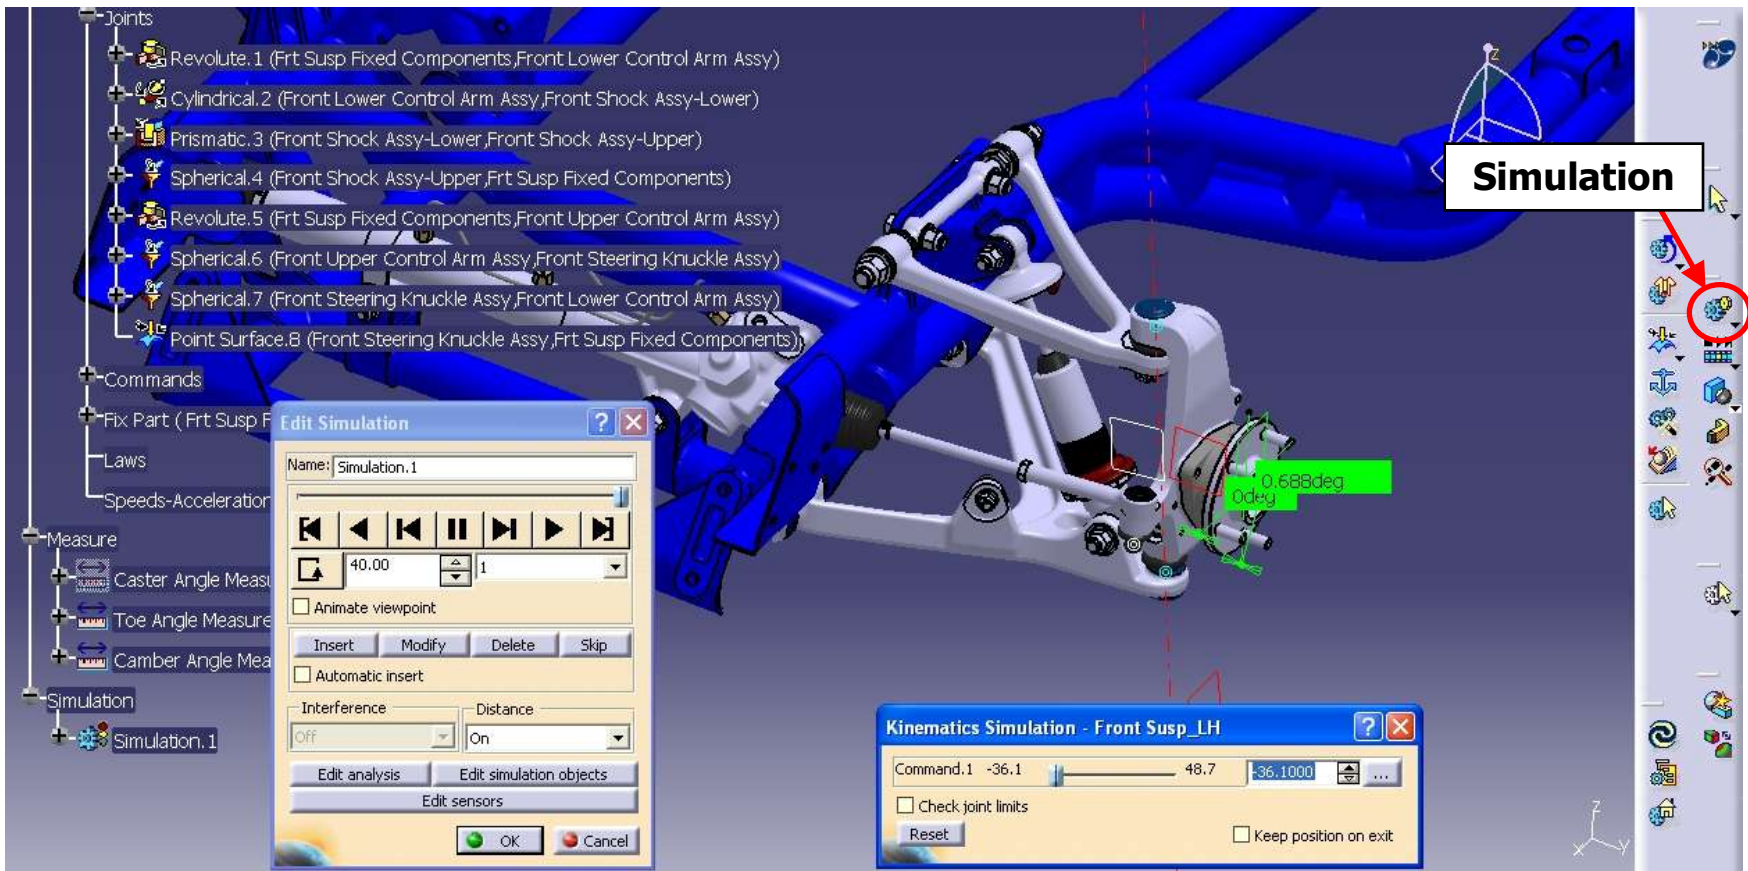 Joints
Revolute.1 (Frt Susp Fixed Components,Front Lower Control Arm Assy)
Cylindrical.2 (Front Lower Control Arm Assy,Front Shock Assy-Lower)
Prismatic.3 (Front Shock Assy-Lower,Front Shock Assy-Upper)
Spherical.4 (Front Shock Assy-Upper,Frt Susp Fixed Components)
Revolute.5 (Frt Susp Fixed Components,Front Upper Control Arm Assy)
Spherical.6 (Front Upper Control Arm Assy,Front Steering Knuckle Assy)
Spherical.7 (Front Steering Knuckle Assy,Front Lower Control Arm Assy)
Point Surface.8 (Front Steering Knuckle Assy,Frt Susp Fixed Components)
Commands
Fix Part ( Frt Susp F
Laws
Speeds-Acceleration
Measure
Caster Angle Measu
Toe Angle Measure
Camber Angle Mea
Simulation
Simulation.1
Edit Simulation
Name: Simulation.1
40.00 1
Animate viewpoint
Insert Modify Delete Skip
Automatic insert
Interference Distance
Off On
Edit analysis Edit simulation objects
Edit sensors
OK Cancel
z
Simulation
0.688deg
0deg
Kinematics Simulation - Front Susp_LH
Command.1 -36.1 48.7 -36.1000 ...
Check joint limits
Reset Keep position on exit
z
x y